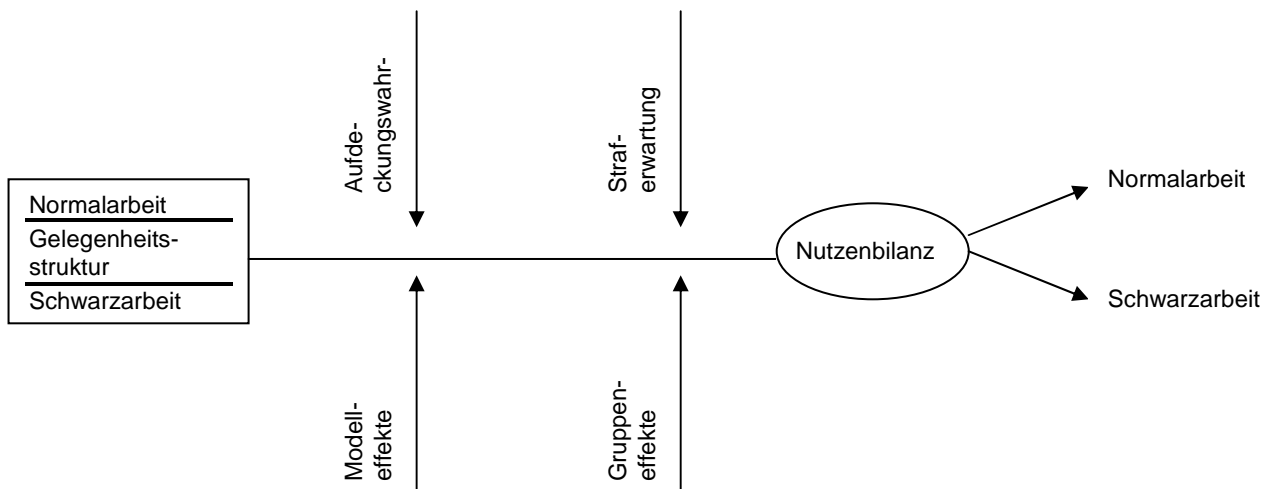 Aufde-
ckungswahr-
Straf-
erwartung
Normalarbeit
Gelegenheits-
struktur
Schwarzarbeit
Nutzenbilanz
Normalarbeit
Schwarzarbeit
Modell-
effekte
Gruppen-
effekte